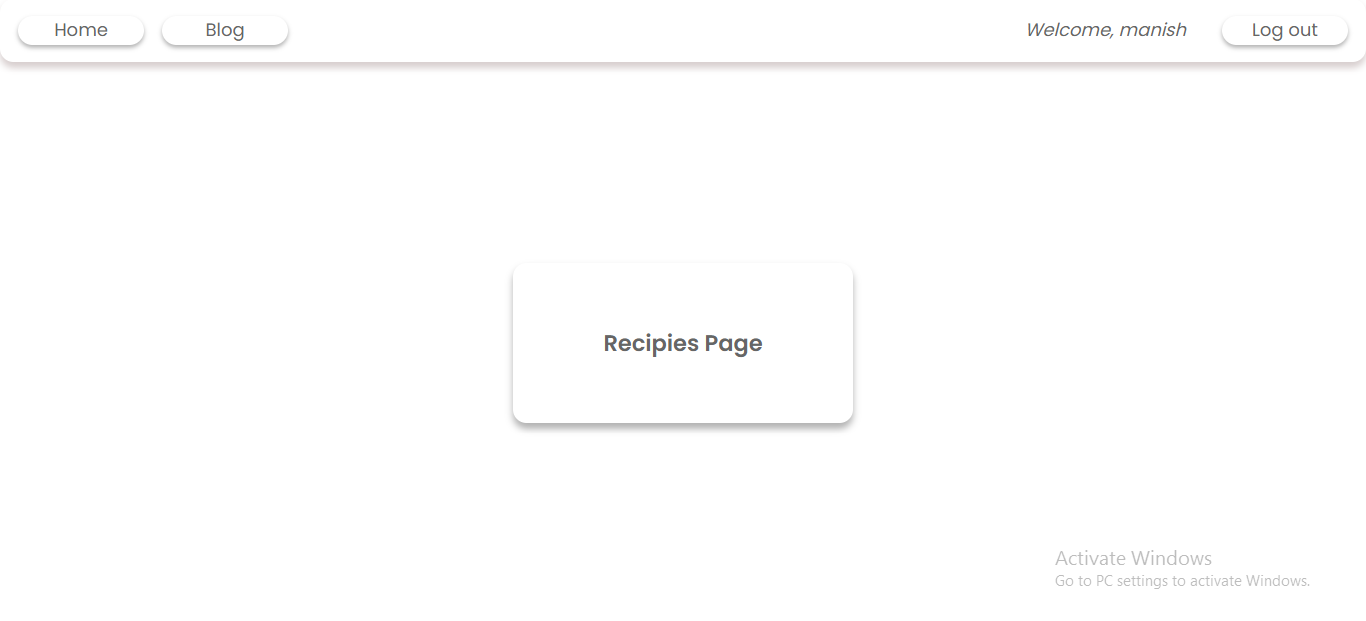 Home Blog Welcome, manish Log out
Recipies Page
Activate Windows
Go to PC settings to activate Windows.